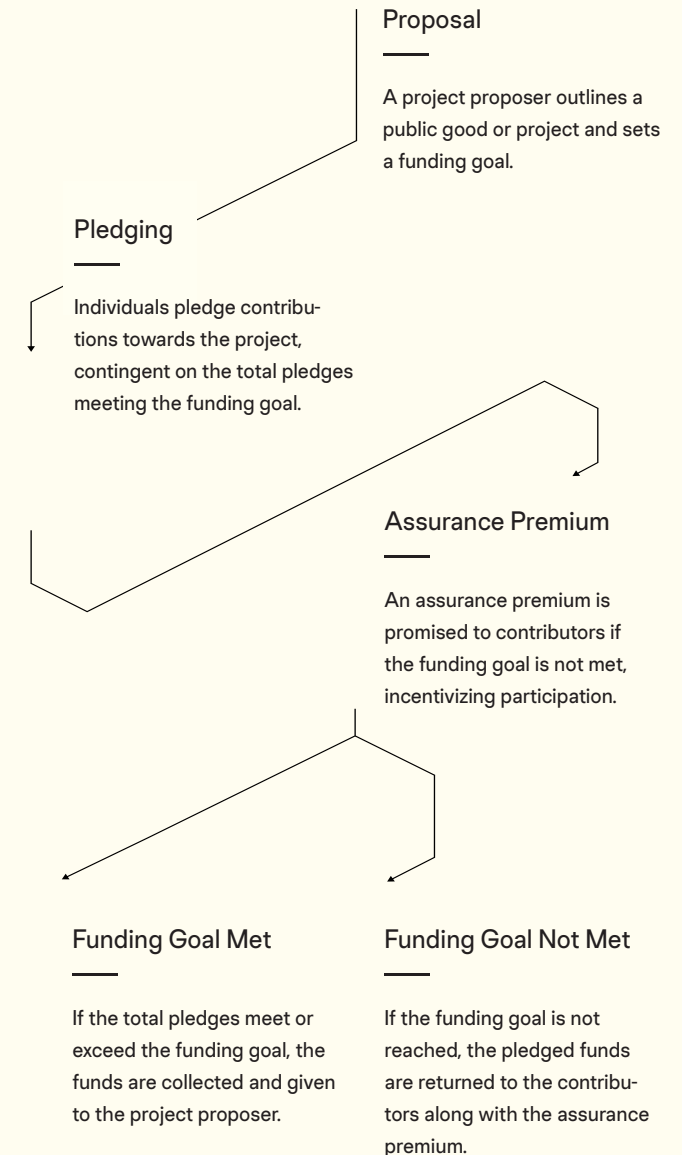 Proposal
A project proposer outlines a
public good or project and sets
a funding goal.
Pledging
Individuals pledge contribu-
tions towards the project,
contingent on the total pledges
meeting the funding goal.
Assurance Premium
An assurance premium is
promised to contributors if
the funding goal is not met,
incentivizing participation.
Funding Goal Met
If the total pledges meet or
exceed the funding goal, the
funds are collected and given
to the project proposer.
Funding Goal Not Met
If the funding goal is not
reached, the pledged funds
are returned to the contribu-
tors along with the assurance
premium.